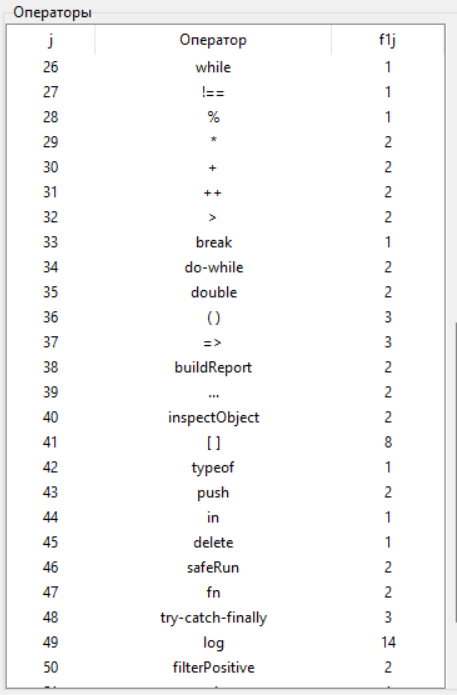 Операторы
j Оператор f1j
26 while 1
27 !== 1
28 % 1
29 * 2
30 + 2
31 ++ 2
32 > 2
33 break 1
34 do-while 2
35 double 2
36 ( ) 3
37 => 3
38 buildReport 2
39 ... 2
40 inspectObject 2
41 [ ] 8
42 typeof 1
43 push 2
44 in 1
45 delete 1
46 safeRun 2
47 fn 2
48 try-catch-finally 3
49 log 14
50 filterPositive 2